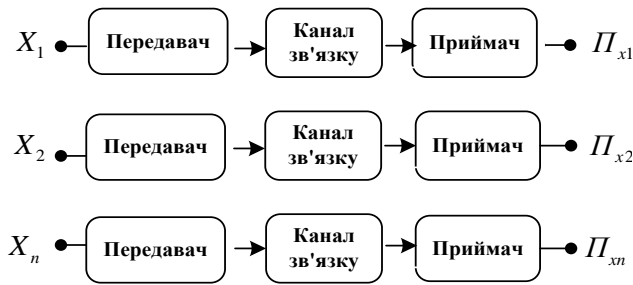 X₁ Передавач Канал зв'язку Приймач Пₓ₁
X₂ Передавач Канал зв'язку Приймач Пₓ₂
Xₙ Передавач Канал зв'язку Приймач Пₓₙ